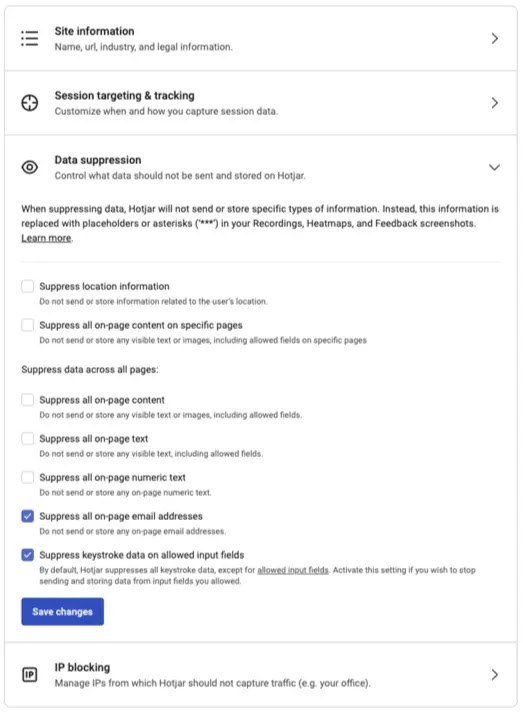 Site information
Name, url, industry, and legal information.
Session targeting & tracking
Customize when and how you capture session data.
Data suppression
Control what data should not be sent and stored on Hotjar.
When suppressing data, Hotjar will not send or store specific types of information. Instead, this information is
replaced with placeholders or asterisks ('***') in your Recordings, Heatmaps, and Feedback screenshots.
Learn more.
Suppress location information
Do not send or store information related to the user's location.
Suppress all on-page content on specific pages
Do not send or store any visible text or images, including allowed fields on specific pages
Suppress data across all pages:
Suppress all on-page content
Do not send or store any visible text or images, including allowed fields.
Suppress all on-page text
Do not send or store any visible text, including allowed fields.
Suppress all on-page numeric text
Do not send or store any on-page numeric text.
Suppress all on-page email addresses
Do not send or store any on-page email addresses.
Suppress keystroke data on allowed input fields
By default, Hotjar suppresses all keystroke data, except for allowed input fields. Activate this setting if you wish to stop
sending and storing data from input fields you allowed.
Save changes
IP
IP blocking
Manage IPs from which Hotjar should not capture traffic (e.g. your office).